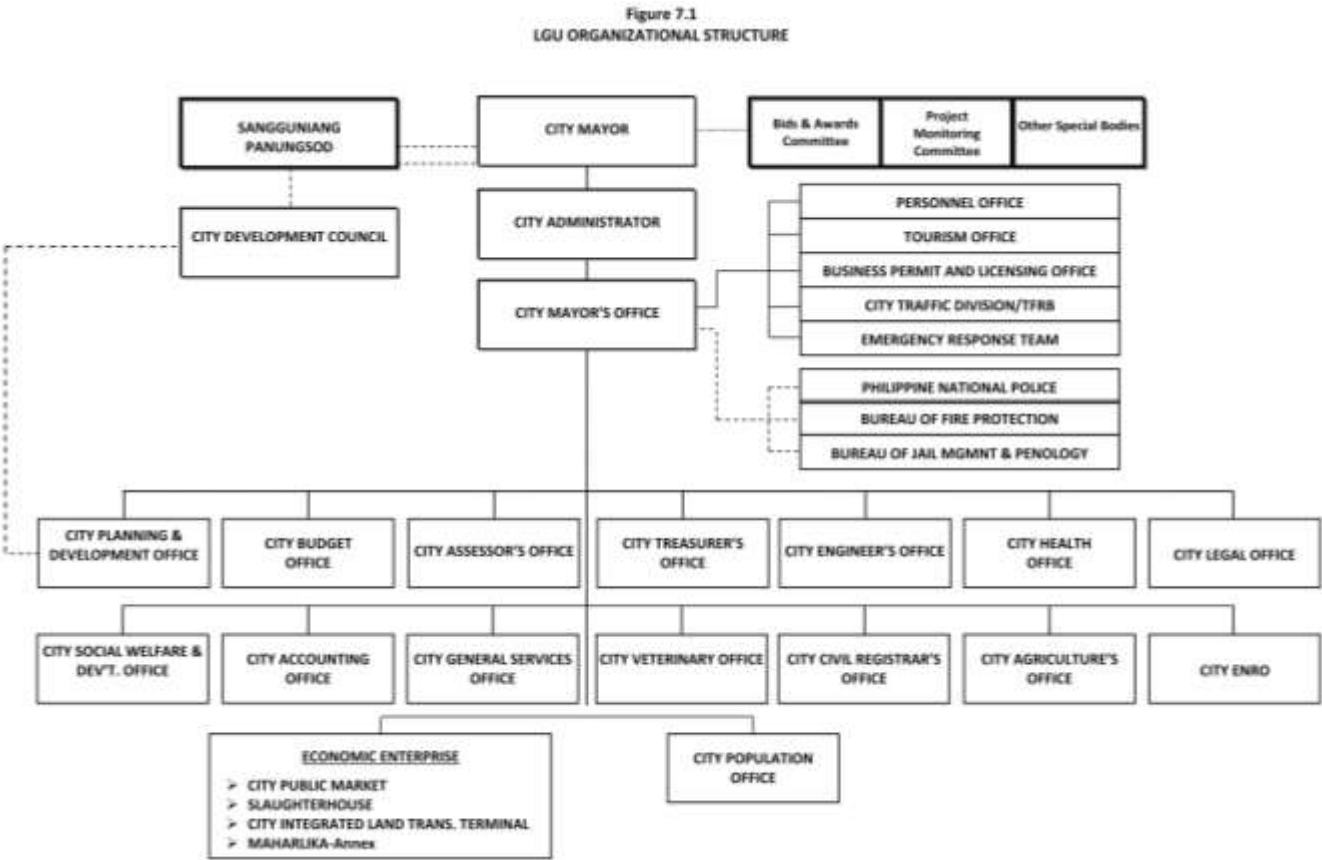 Figure 7.1
LGU ORGANIZATIONAL STRUCTURE
SANGGUNIANG
PANUNGSOD
CITY MAYOR
Bids & Awards
Committee
Project
Monitoring
Committee
Other Special Bodies
CITY DEVELOPMENT COUNCIL
CITY ADMINISTRATOR
CITY MAYOR'S OFFICE
PERSONNEL OFFICE
TOURISM OFFICE
BUSINESS PERMIT AND LICENSING OFFICE
CITY TRAFFIC DIVISION/TFRB
EMERGENCY RESPONSE TEAM
PHILIPPINE NATIONAL POLICE
BUREAU OF FIRE PROTECTION
BUREAU OF JAIL MGMNT & PENOLOGY
CITY PLANNING &
DEVELOPMENT OFFICE
CITY BUDGET
OFFICE
CITY ASSESSOR'S OFFICE
CITY TREASURER'S
OFFICE
CITY ENGINEER'S OFFICE
CITY HEALTH
OFFICE
CITY LEGAL OFFICE
CITY SOCIAL WELFARE &
DEV'T. OFFICE
CITY ACCOUNTING
OFFICE
CITY GENERAL SERVICES
OFFICE
CITY VETERINARY OFFICE
CITY CIVIL REGISTRAR'S
OFFICE
CITY AGRICULTURE'S
OFFICE
CITY ENRO
ECONOMIC ENTERPRISE
➢ CITY PUBLIC MARKET
➢ SLAUGHTERHOUSE
➢ CITY INTEGRATED LAND TRANS. TERMINAL
➢ MAHARLIKA-Annex
CITY POPULATION
OFFICE